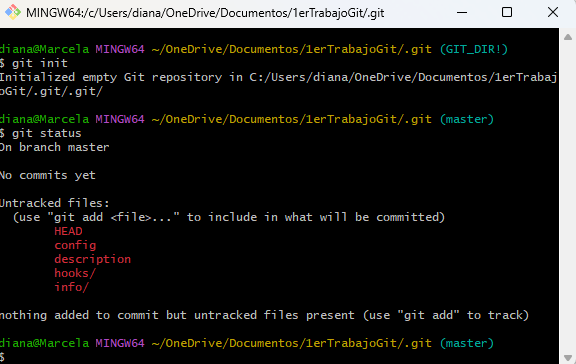 MINGW64:/c/Users/diana/OneDrive/Documentos/1erTrabajoGit/.git
diana@Marcela MINGW64 ~/OneDrive/Documentos/1erTrabajoGit/.git (GIT_DIR!)
$ git init
Initialized empty Git repository in C:/Users/diana/OneDrive/Documentos/1erTrabaj
oGit/.git/.git/
diana@Marcela MINGW64 ~/OneDrive/Documentos/1erTrabajoGit/.git (master)
$ git status
On branch master
No commits yet
Untracked files:
(use "git add <file>..." to include in what will be committed)
HEAD
config
description
hooks/
info/
nothing added to commit but untracked files present (use "git add" to track)
diana@Marcela MINGW64 ~/OneDrive/Documentos/1erTrabajoGit/.git (master)
$